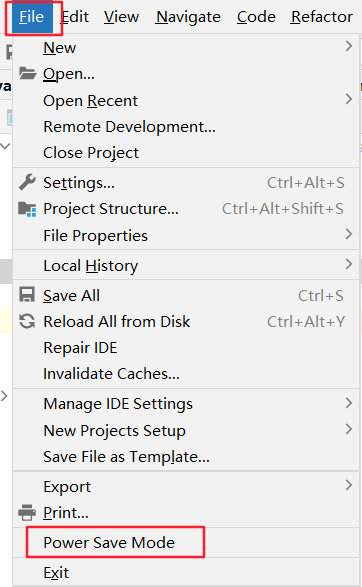 File Edit View Navigate Code Refactor
New
Open...
Open Recent
Remote Development...
Close Project
Settings... Ctrl+Alt+S
Project Structure... Ctrl+Alt+Shift+S
File Properties
Local History
Save All Ctrl+S
Reload All from Disk Ctrl+Alt+Y
Repair IDE
Invalidate Caches...
Manage IDE Settings
New Projects Setup
Save File as Template...
Export
Print...
Power Save Mode
Exit